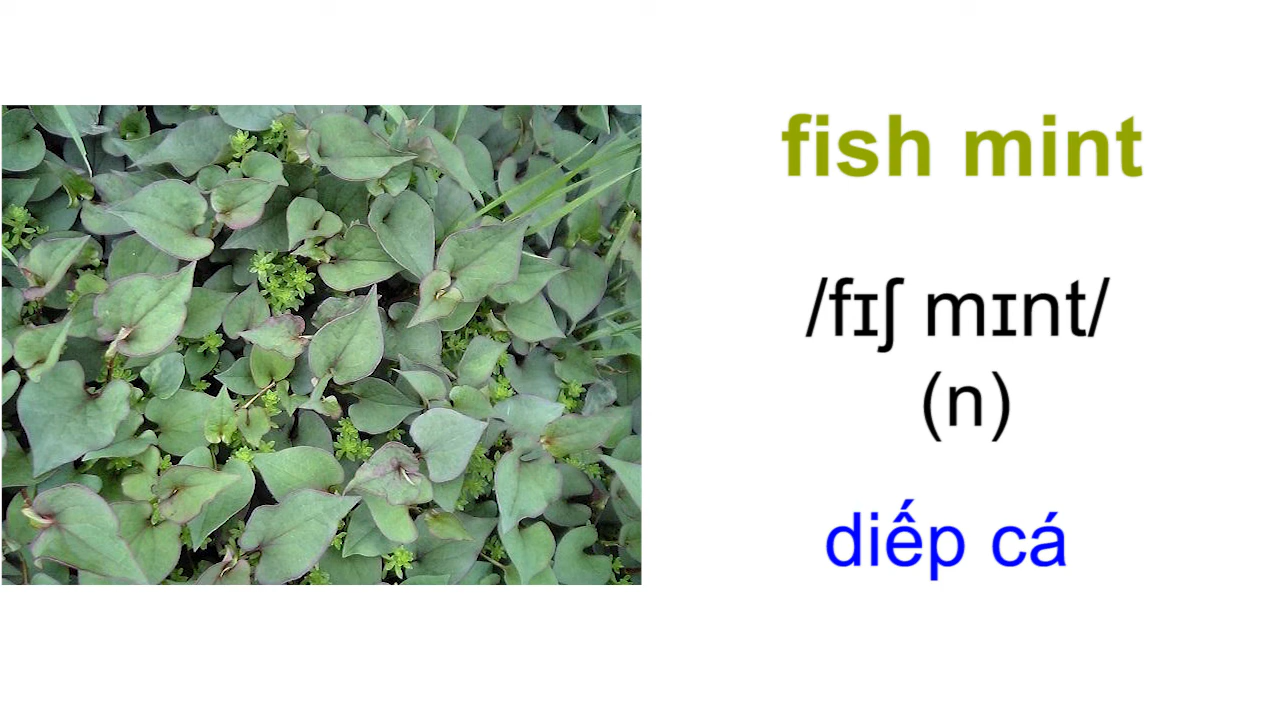 fish mint
/fɪʃ mɪnt/
(n)
diếp cá